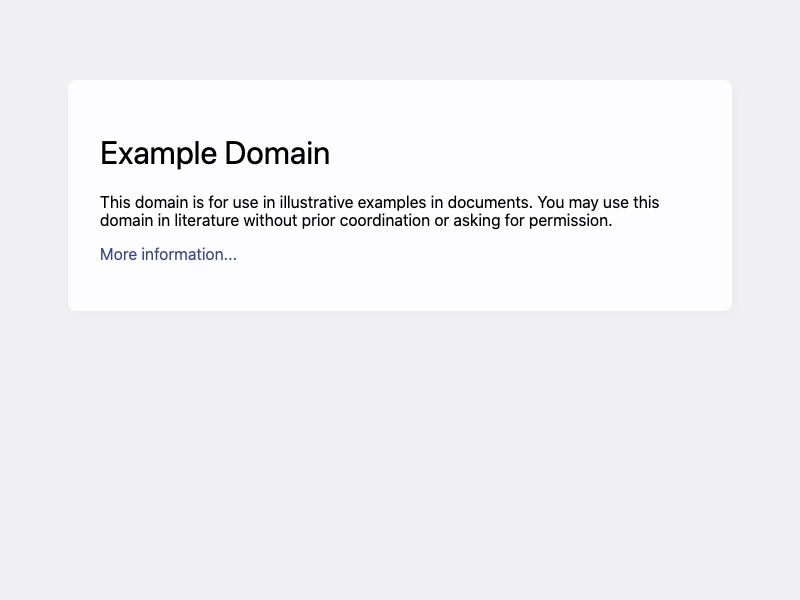 Example Domain
This domain is for use in illustrative examples in documents. You may use this
domain in literature without prior coordination or asking for permission.
More information...